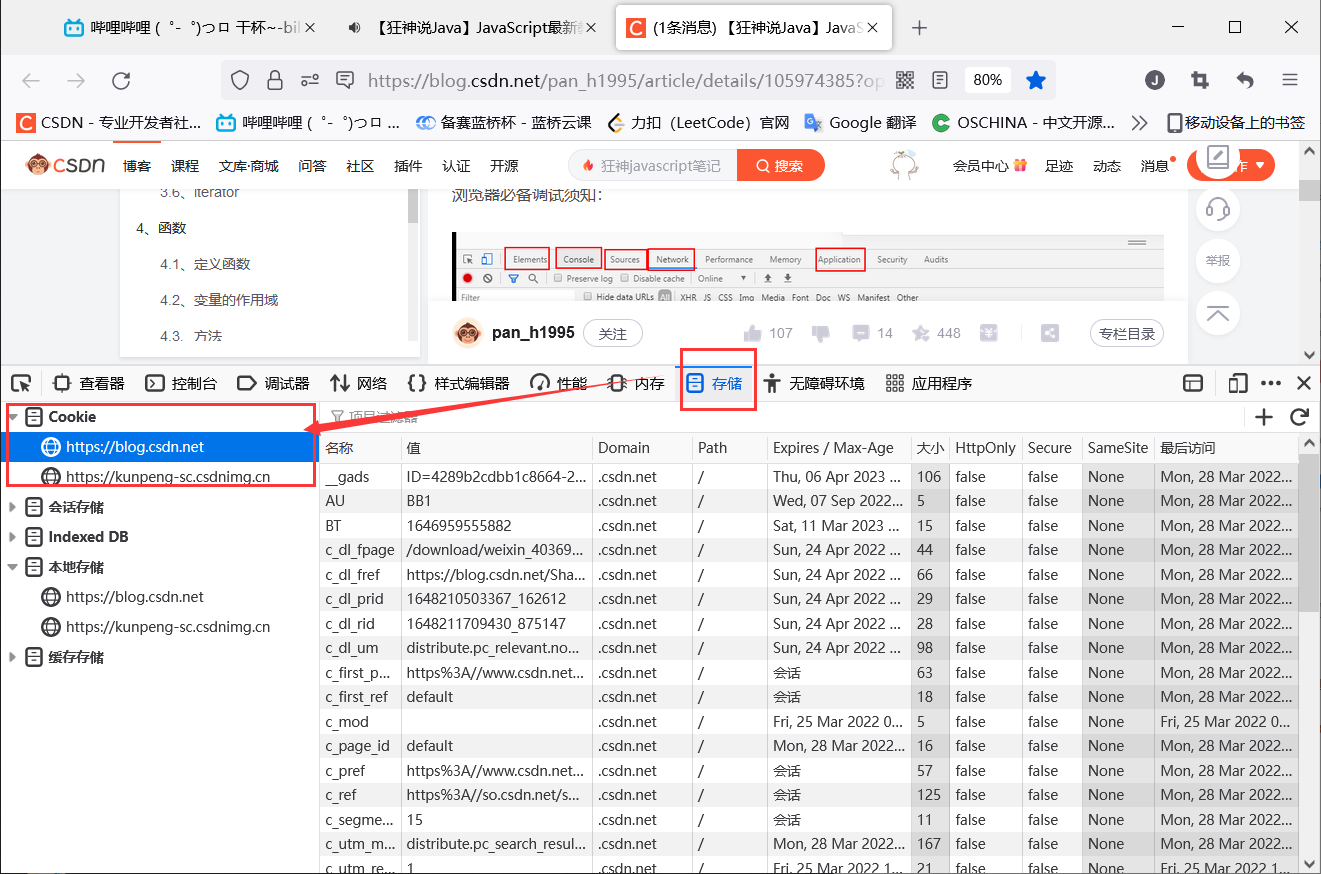 哔哩哔哩 (゜-゜)つロ 干杯~-bil
【狂神说Java】JavaScript最新
(1条消息) 【狂神说Java】JavaS
https://blog.csdn.net/pan_h1995/article/details/105974385?op
80%
J
CSDN - 专业开发者社...
哔哩哔哩 (゜-゜)つロ ...
备赛蓝桥杯 - 蓝桥云课
力扣（LeetCode）官网
Google 翻译
OSCHINA - 中文开源...
移动设备上的书签
CSDN
博客
课程
文库·商城
问答
社区
插件
认证
开源
狂神javascript笔记
搜索
会员中心
足迹
动态
消息
作
3.6、iterator
4、函数
4.1、定义函数
4.2、变量的作用域
4.3、方法
浏览器必备调试须知：
Elements
Console
Sources
Network
Performance
Memory
Application
Security
Audits
Preserve log
Disable cache
Online
Filter
Hide data URLs
All
XHR JS CSS Img Media Font Doc WS Manifest Other
举报
pan_h1995
关注
107
14
448
专栏目录
查看器
控制台
调试器
网络
样式编辑器
性能
内存
存储
无障碍环境
应用程序
Cookie
https://blog.csdn.net
https://kunpeng-sc.csdnimg.cn
会话存储
Indexed DB
本地存储
https://blog.csdn.net
https://kunpeng-sc.csdnimg.cn
缓存存储
项目过滤器
名称 值 Domain Path Expires / Max-Age 大小 HttpOnly Secure SameSite 最后访问
__gads ID=4289b2cdbb1c8664-2... .csdn.net / Thu, 06 Apr 2023 ... 106 false false None Mon, 28 Mar 2022...
AU BB1 .csdn.net / Wed, 07 Sep 2022... 5 false false None Mon, 28 Mar 2022...
BT 1646959555882 .csdn.net / Sat, 11 Mar 2023 ... 15 false false None Mon, 28 Mar 2022...
c_dl_fpage /download/weixin_40369... .csdn.net / Sun, 24 Apr 2022 ... 44 false false None Mon, 28 Mar 2022...
c_dl_fref https://blog.csdn.net/Sha... .csdn.net / Sun, 24 Apr 2022 ... 66 false false None Mon, 28 Mar 2022...
c_dl_prid 1648210503367_162612 .csdn.net / Sun, 24 Apr 2022 ... 29 false false None Mon, 28 Mar 2022...
c_dl_rid 1648211709430_875147 .csdn.net / Sun, 24 Apr 2022 ... 28 false false None Mon, 28 Mar 2022...
c_dl_um distribute.pc_relevant.no... .csdn.net / Sun, 24 Apr 2022 ... 98 false false None Mon, 28 Mar 2022...
c_first_p... https%3A//www.csdn.net... .csdn.net / 会话 63 false false None Mon, 28 Mar 2022...
c_first_ref default .csdn.net / 会话 18 false false None Mon, 28 Mar 2022...
c_mod .csdn.net / Fri, 25 Mar 2022 0... 5 false false None Fri, 25 Mar 2022 0...
c_page_id default .csdn.net / Mon, 28 Mar 2022... 16 false false None Mon, 28 Mar 2022...
c_pref https%3A//www.csdn.net... .csdn.net / 会话 57 false false None Mon, 28 Mar 2022...
c_ref https%3A//so.csdn.net/s... .csdn.net / 会话 125 false false None Mon, 28 Mar 2022...
c_segme... 15 .csdn.net / 会话 11 false false None Mon, 28 Mar 2022...
c_utm_m... distribute.pc_search_resul... .csdn.net / Mon, 28 Mar 2022... 167 false false None Mon, 28 Mar 2022...
c_utm_re... 1 .csdn.net / Fri, 25 Mar 2022 1... 21 false false None Fri, 25 Mar 2022 1...